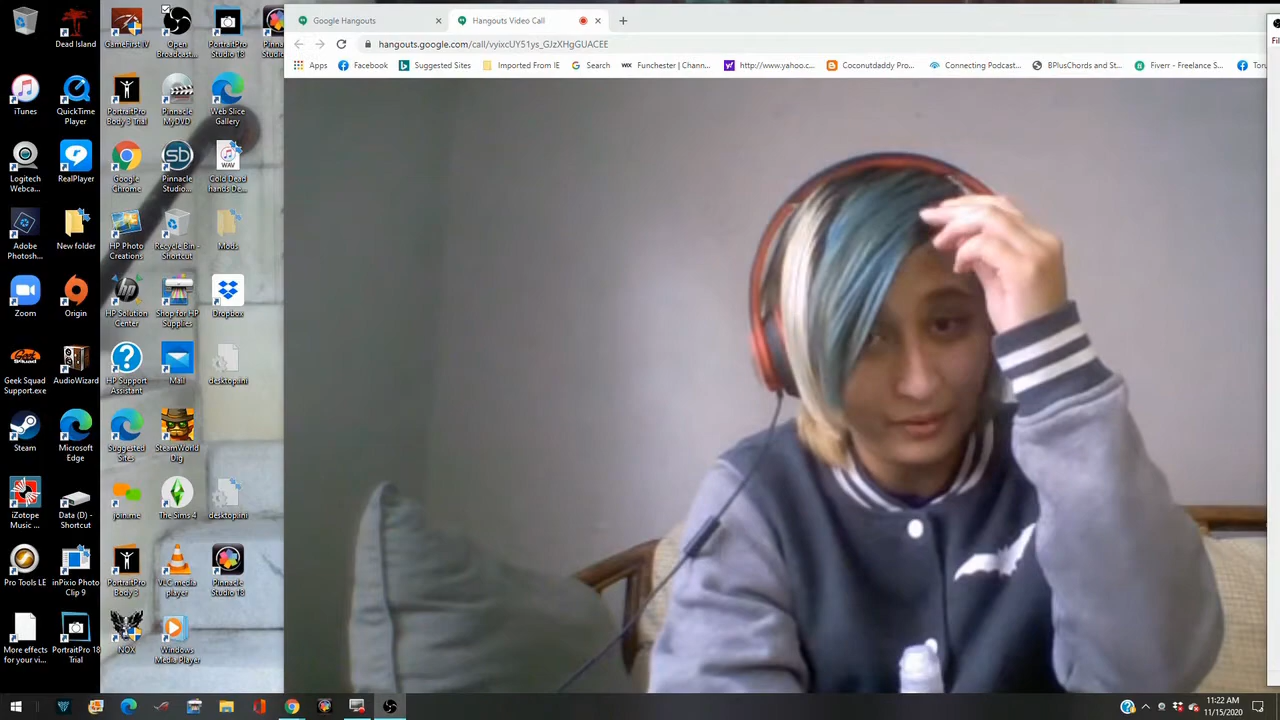 Google Hangouts
Hangouts Video Call
hangouts.google.com/call/vyixcUY51ys_GJzXHgGUACEE
Apps
Facebook
Suggested Sites
Imported From IE
Search
WIX
Funchester | Chann...
http://www.yahoo.c...
Coconutdaddy Pro...
Connecting Podcast...
BPlusChords and St...
Fiverr - Freelance S...
Dead Island
GameFirst IV
Open Broadcast...
PortraitPro Studio 18
iTunes
QuickTime Player
PortraitPro Body 3 Trial
Pinnacle MyDVD
Web Slice Gallery
Logitech Webca...
RealPlayer
Google Chrome
Pinnacle Studio...
WAV
Cold Dead hands De...
Adobe Photosh...
New folder
HP Photo Creations
Recycle Bin - Shortcut
Mods
Zoom
Origin
HP Solution Center
Shop for HP Supplies
Dropbox
Geek Squad Support.exe
AudioWizard
HP Support Assistant
Mail
desktop.ini
Steam
Microsoft Edge
Suggested Sites
SteamWorld Dig
iZotope Music ...
Data (D) - Shortcut
join.me
The Sims 4
desktop.ini
Pro Tools LE
inPixio Photo Clip 9
PortraitPro Body 3
VLC media player
Pinnacle Studio 18
More effects for your vi...
PortraitPro 18 Trial
NOX
Windows Media Player
11:22 AM
11/15/2020